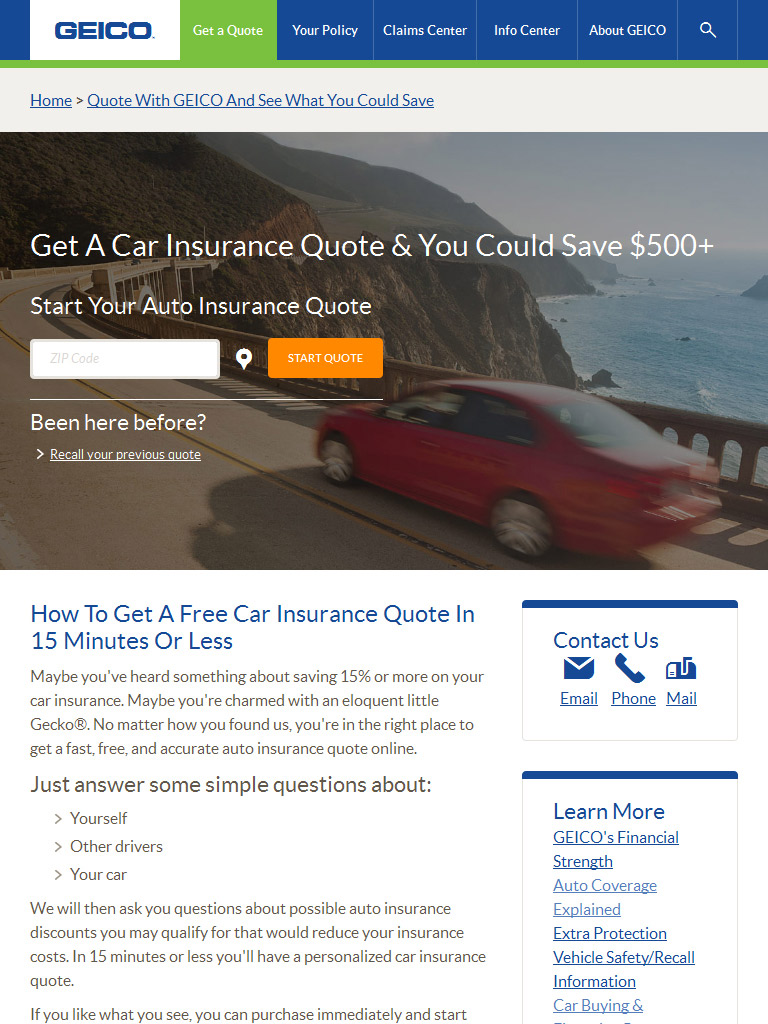 GEICO
Get a Quote
Your Policy
Claims Center
Info Center
About GEICO
Home > Quote With GEICO And See What You Could Save
Get A Car Insurance Quote & You Could Save $500+
Start Your Auto Insurance Quote
ZIP Code
START QUOTE
Been here before?
Recall your previous quote
How To Get A Free Car Insurance Quote In
15 Minutes Or Less
Maybe you've heard something about saving 15% or more on your
car insurance. Maybe you're charmed with an eloquent little
Gecko®. No matter how you found us, you're in the right place to
get a fast, free, and accurate auto insurance quote online.
Just answer some simple questions about:
Yourself
Other drivers
Your car
We will then ask you questions about possible auto insurance
discounts you may qualify for that would reduce your insurance
costs. In 15 minutes or less you'll have a personalized car insurance
quote.
If you like what you see, you can purchase immediately and start
Contact Us
Email
Phone
Mail
Learn More
GEICO's Financial
Strength
Auto Coverage
Explained
Extra Protection
Vehicle Safety/Recall
Information
Car Buying &